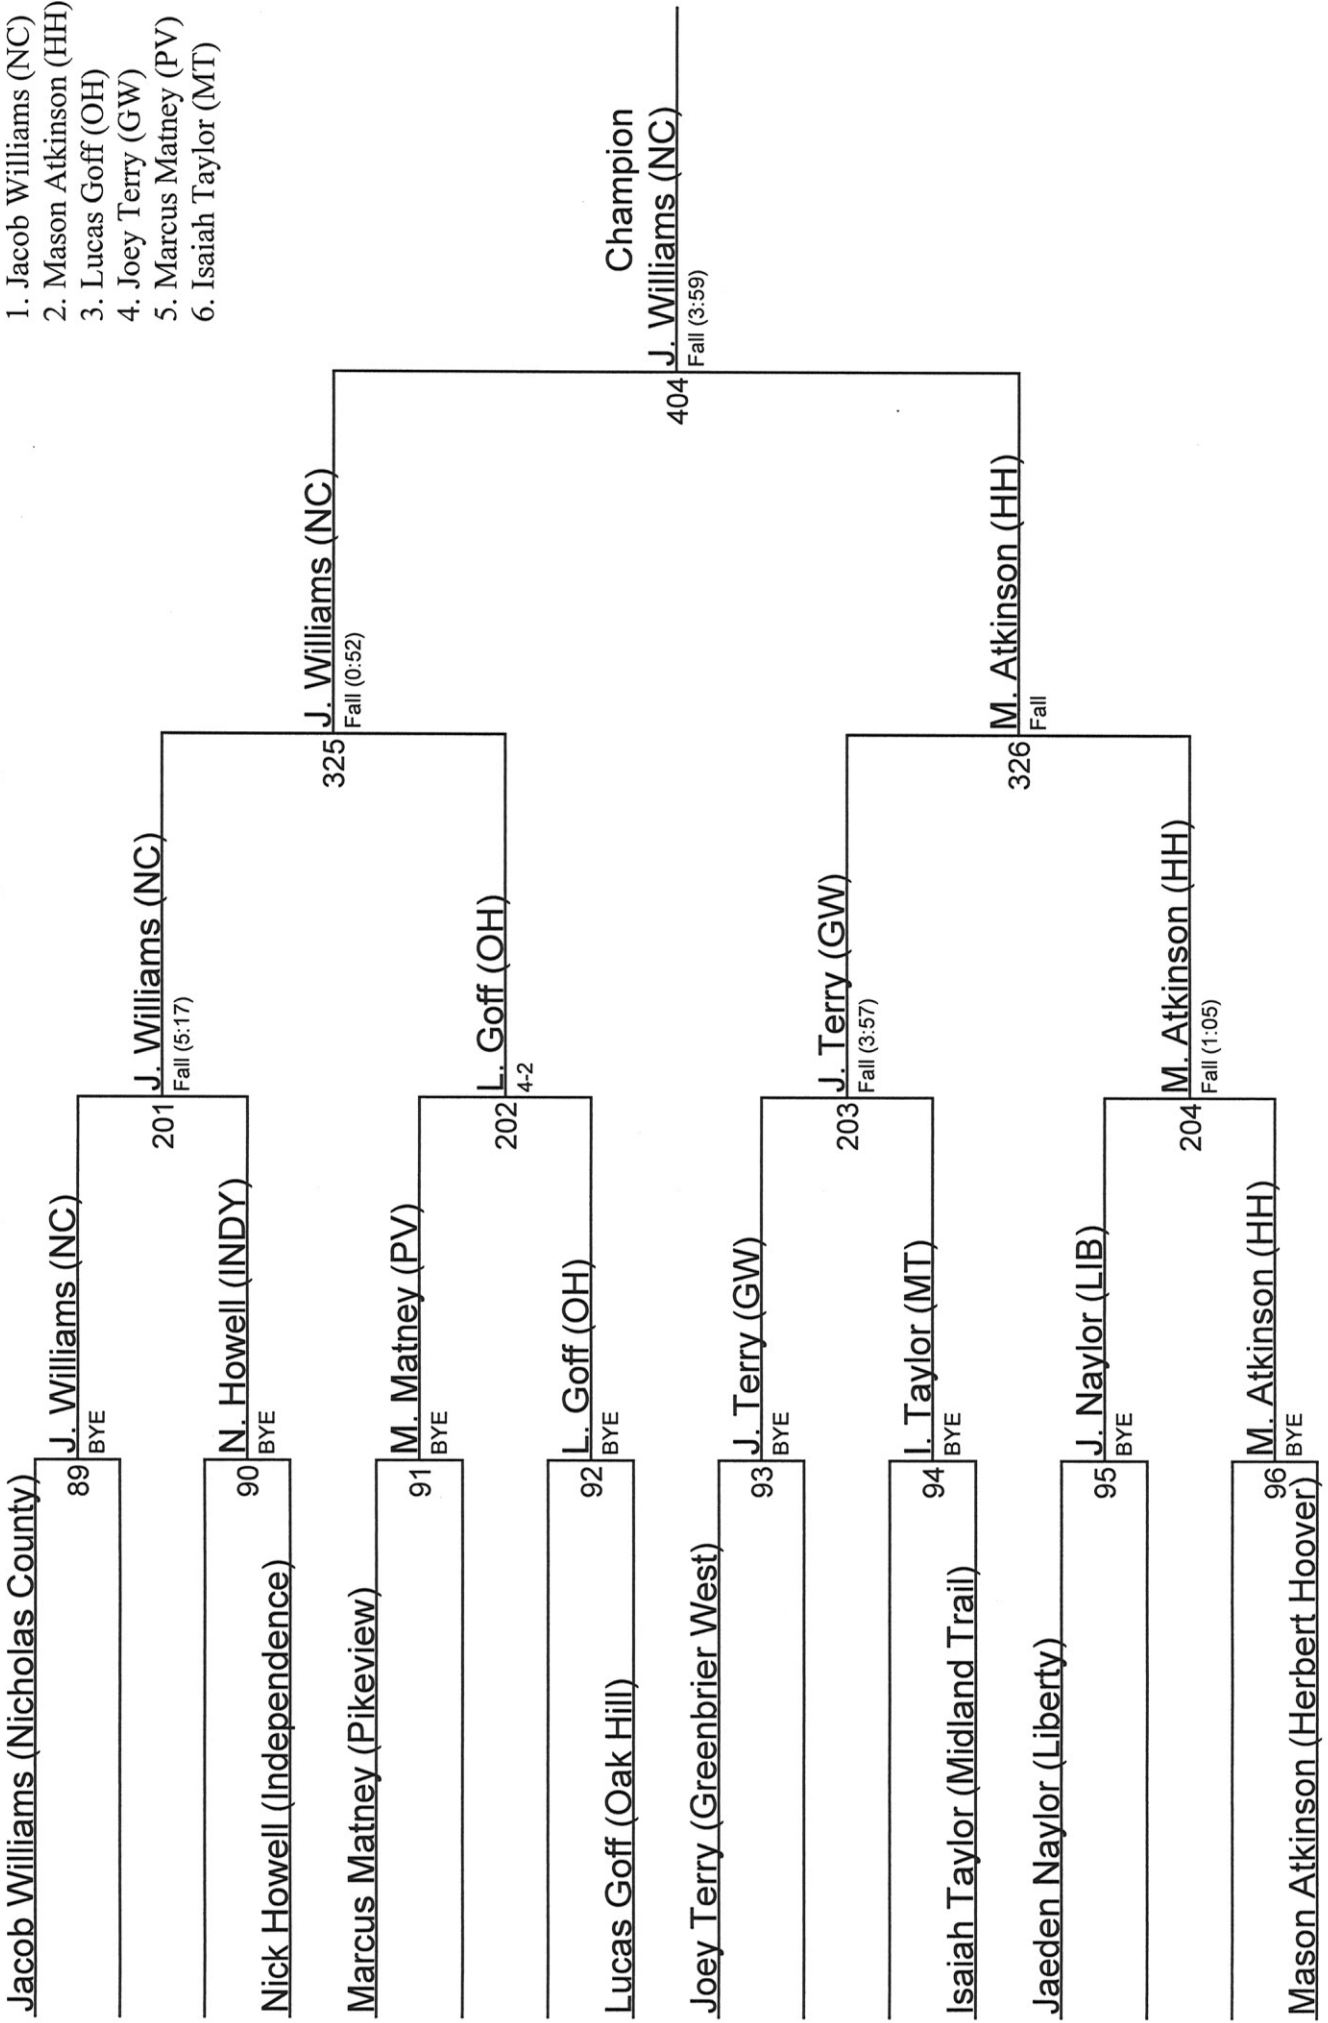 1. Jacob Williams (NC)
2. Mason Atkinson (HH)
3. Lucas Goff (OH)
4. Joey Terry (GW)
5. Marcus Matney (PV)
6. Isaiah Taylor (MT)
Jacob Williams (Nicholas County)
89
J. Williams (NC)
BYE
Nick Howell (Independence)
90
N. Howell (INDY)
BYE
Marcus Matney (Pikeview)
91
M. Matney (PV)
BYE
Lucas Goff (Oak Hill)
92
L. Goff (OH)
BYE
Joey Terry (Greenbrier West)
93
J. Terry (GW)
BYE
Isaiah Taylor (Midland Trail)
94
I. Taylor (MT)
BYE
Jaeden Naylor (Liberty)
95
J. Naylor (LIB)
BYE
Mason Atkinson (Herbert Hoover)
96
M. Atkinson (HH)
BYE
201
J. Williams (NC)
Fall (5:17)
202
L. Goff (OH)
4-2
203
J. Terry (GW)
Fall (3:57)
204
M. Atkinson (HH)
Fall (1:05)
325
J. Williams (NC)
Fall (0:52)
326
M. Atkinson (HH)
Fall
Champion
404
J. Williams (NC)
Fall (3:59)